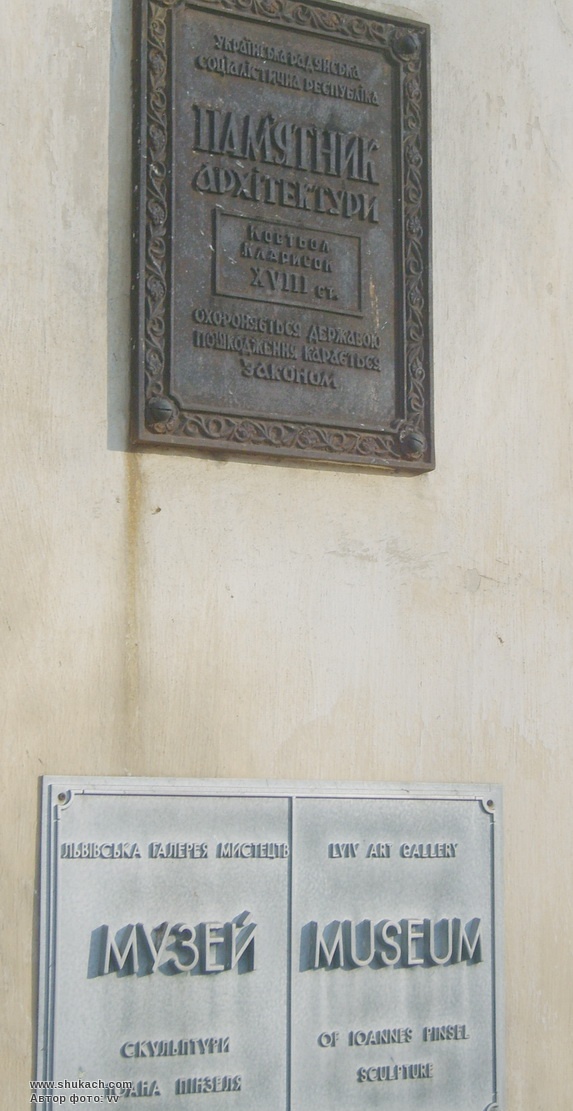 Українська Радянська
Соціалістична Республіка
ПАМ'ЯТНИК
АРХІТЕКТУРИ
Костьол
Кларисок
XVIII ст.
Охороняється державою
Пошкодження карається
законом
ЛЬВІВСЬКА ГАЛЕРЕЯ МИСТЕЦТВ
МУЗЕЙ
СКУЛЬПТУРИ
ІОАНА ПІНЗЕЛЯ
LVIV ART GALLERY
MUSEUM
OF IOANNES PINSEL
SCULPTURE
www.shukach.com
Автор фото: vv